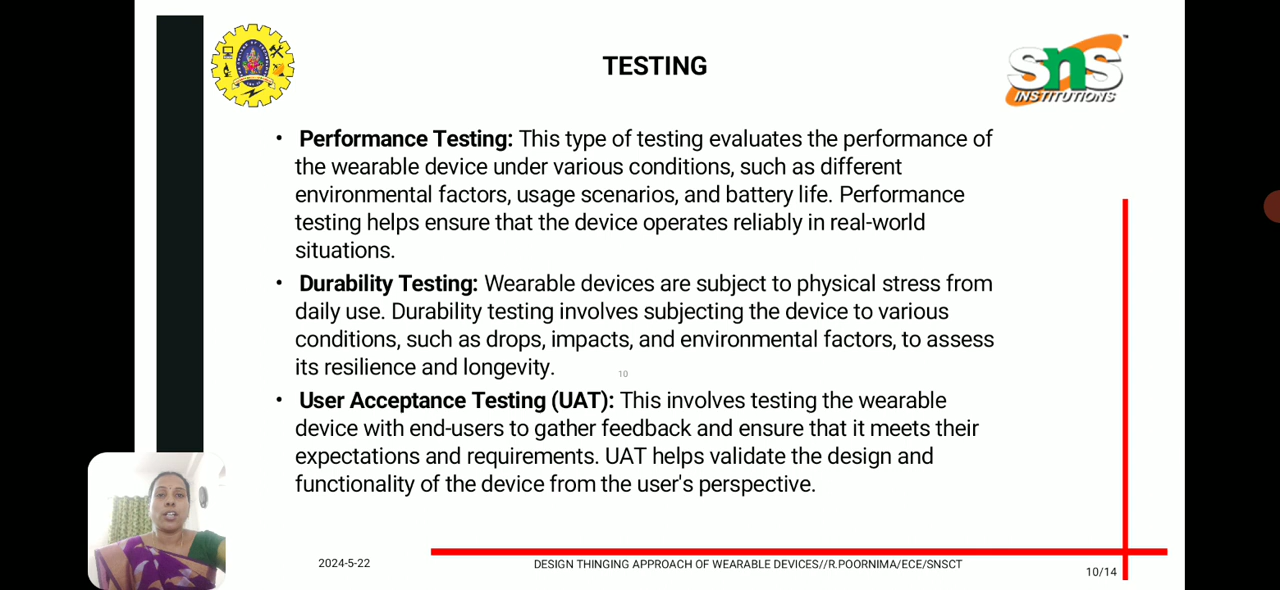 TESTING
SNS
INSTITUTIONS
• Performance Testing: This type of testing evaluates the performance of
the wearable device under various conditions, such as different
environmental factors, usage scenarios, and battery life. Performance
testing helps ensure that the device operates reliably in real-world
situations.
• Durability Testing: Wearable devices are subject to physical stress from
daily use. Durability testing involves subjecting the device to various
conditions, such as drops, impacts, and environmental factors, to assess
its resilience and longevity.
10
• User Acceptance Testing (UAT): This involves testing the wearable
device with end-users to gather feedback and ensure that it meets their
expectations and requirements. UAT helps validate the design and
functionality of the device from the user's perspective.
2024-5-22
DESIGN THINGING APPROACH OF WEARABLE DEVICES//R.POORNIMA/ECE/SNSCT
10/14